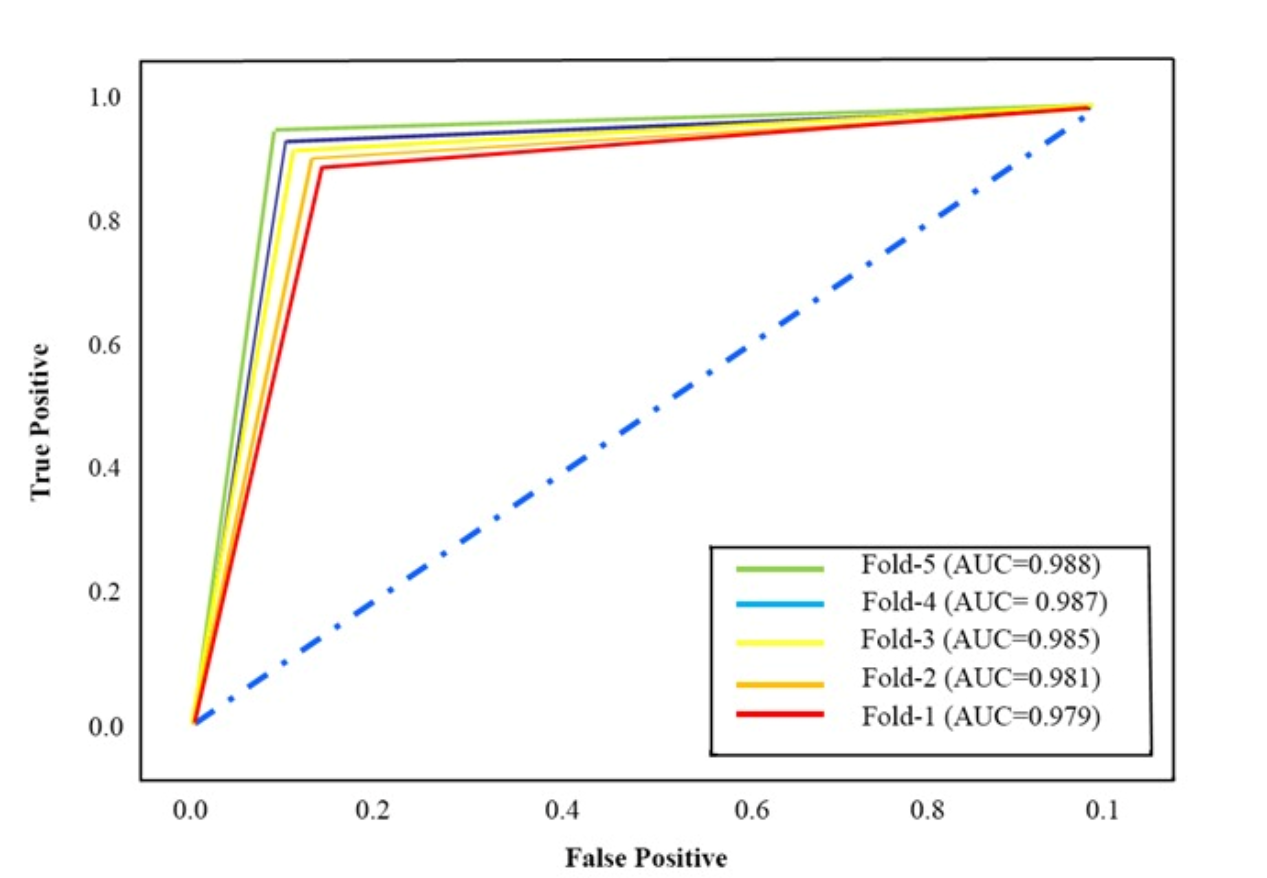 1.0
0.8
0.6
0.4
0.2
0.0
True Positive
Fold-5 (AUC=0.988)
Fold-4 (AUC= 0.987)
Fold-3 (AUC=0.985)
Fold-2 (AUC=0.981)
Fold-1 (AUC=0.979)
0.0 0.2 0.4 0.6 0.8 0.1
False Positive